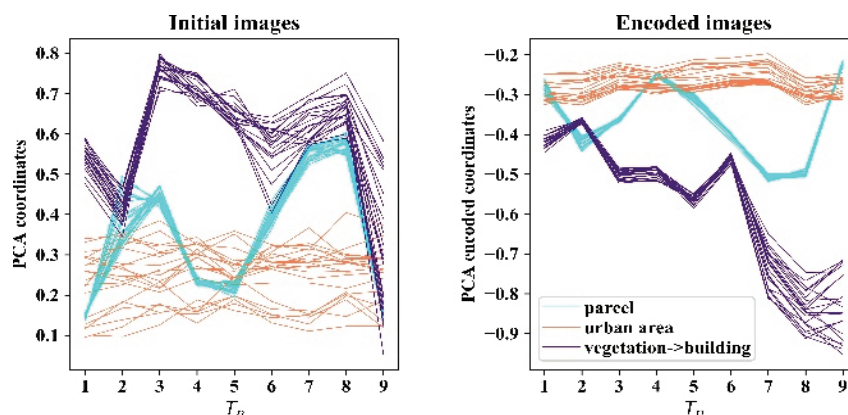 Initial images
PCA coordinates
0.8
0.7
0.6
0.5
0.4
0.3
0.2
0.1
1 2 3 4 5 6 7 8 9
Tn
Encoded images
PCA encoded coordinates
−0.2
−0.3
−0.4
−0.5
−0.6
−0.7
−0.8
−0.9
parcel
urban area
vegetation->building
1 2 3 4 5 6 7 8 9
Tn